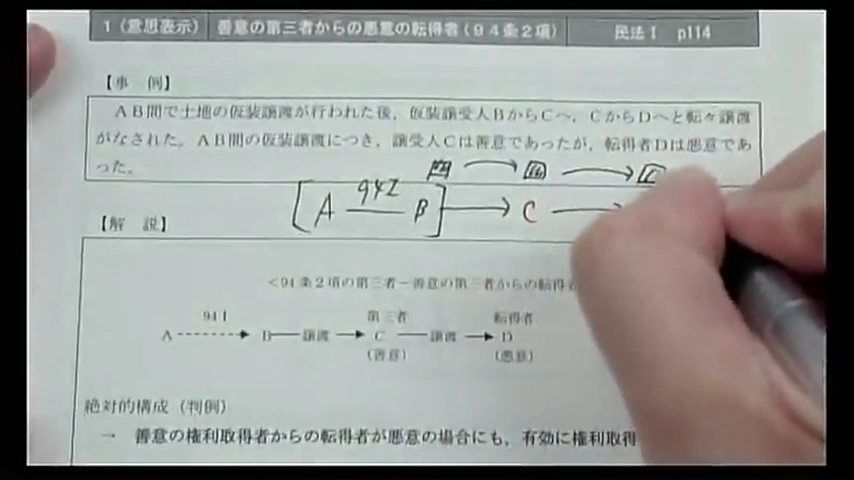 1(意思表示) 善意の第三者からの悪意の転得者(94条2項) 民法Ⅰ p114
【事 例】
AB間で土地の仮装譲渡が行われた後,仮装譲受人BからCへ,CからDへと転々譲渡
がなされた。AB間の仮装譲渡につき,譲受人Cは善意であったが,転得者Dは悪意であ
った。
A 942 B → C →
【解 説】
<94条2項の第三者-善意の第三者からの転得
94Ⅰ 第三者 転得者
A B 譲渡 C 譲渡 D
(善意) (悪意)
絶対的構成(判例)
→ 善意の権利取得者からの転得者が悪意の場合にも,有効に権利取得